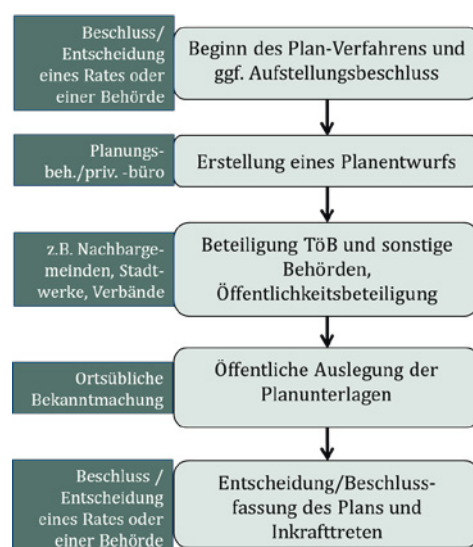 Beschluss/
Entscheidung
eines Rates oder
einer Behörde
Beginn des Plan-Verfahrens und
ggf. Aufstellungsbeschluss
Planungs-
beh./priv. -büro
Erstellung eines Planentwurfs
z.B. Nachbarge-
meinden, Stadt-
werke, Verbände
Beteiligung TöB und sonstige
Behörden,
Öffentlichkeitsbeteiligung
Ortsübliche
Bekanntmachung
Öffentliche Auslegung der
Planunterlagen
Beschluss /
Entscheidung
eines Rates oder
einer Behörde
Entscheidung/Beschluss-
fassung des Plans und
Inkrafttreten